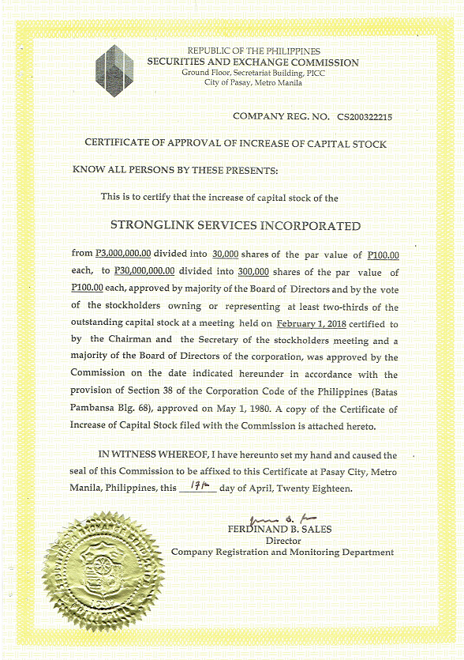 REPUBLIC OF THE PHILIPPINES
SECURITIES AND EXCHANGE COMMISSION
Ground Floor, Secretariat Building, PICC
City of Pasay, Metro Manila
COMPANY REG. NO. CS200322215
CERTIFICATE OF APPROVAL OF INCREASE OF CAPITAL STOCK
KNOW ALL PERSONS BY THESE PRESENTS:
This is to certify that the increase of capital stock of the
STRONGLINK SERVICES INCORPORATED
from P3,000,000.00 divided into 30,000 shares of the par value of P100.00
each, to P30,000,000.00 divided into 300,000 shares of the par value of
P100.00 each, approved by majority of the Board of Directors and by the vote
of the stockholders owning or representing at least two-thirds of the
outstanding capital stock at a meeting held on February 1, 2018 certified to
by the Chairman and the Secretary of the stockholders meeting and a
majority of the Board of Directors of the corporation, was approved by the
Commission on the date indicated hereunder in accordance with the
provision of Section 38 of the Corporation Code of the Philippines (Batas
Pambansa Blg. 68), approved on May 1, 1980. A copy of the Certificate of
Increase of Capital Stock filed with the Commission is attached hereto.
IN WITNESS WHEREOF, I have hereunto set my hand and caused the
seal of this Commission to be affixed to this Certificate at Pasay City, Metro
Manila, Philippines, this 17th day of April, Twenty Eighteen.
FERDINAND B. SALES
Director
Company Registration and Monitoring Department